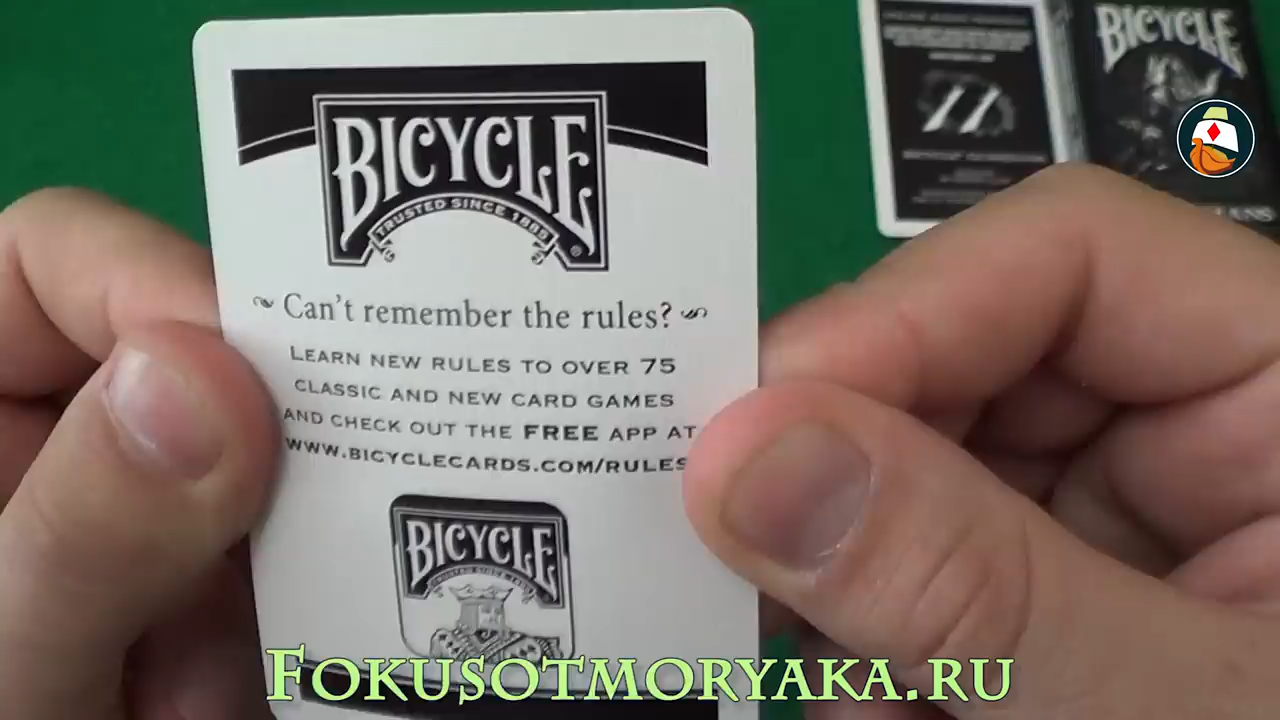 BICYCLE
TRUSTED SINCE 1885
®
Can't remember the rules?
LEARN NEW RULES TO OVER 75
CLASSIC AND NEW CARD GAMES
AND CHECK OUT THE FREE APP AT
WWW.BICYCLECARDS.COM/RULES
BICYCLE
BICYCLE
FOKUSOTMORYAKA.RU